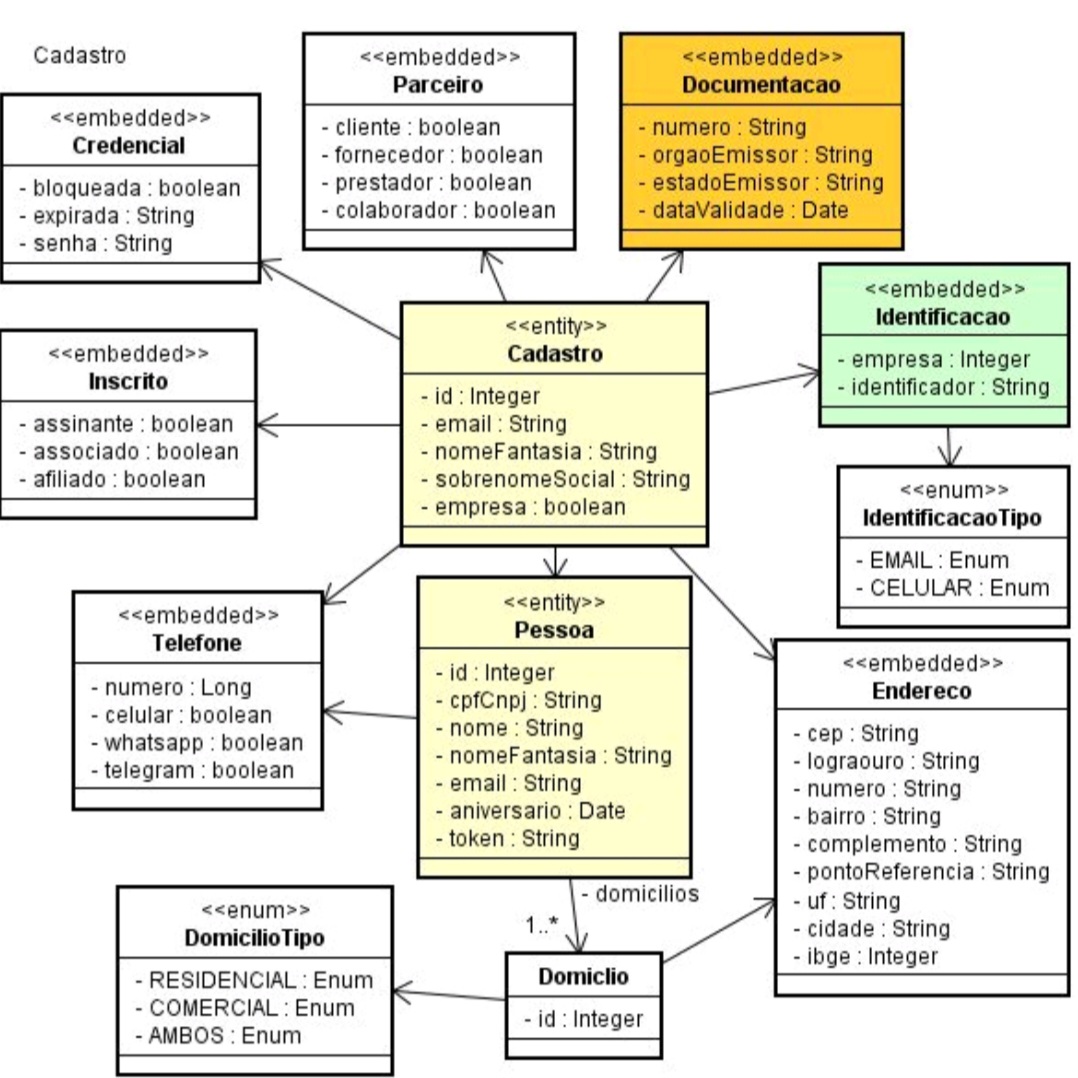 Cadastro
<<embedded>>
Credencial
- bloqueada : boolean
- expirada : String
- senha : String
<<embedded>>
Parceiro
- cliente : boolean
- fornecedor : boolean
- prestador : boolean
- colaborador : boolean
<<embedded>>
Documentacao
- numero : String
- orgaoEmissor : String
- estadoEmissor : String
- dataValidade : Date
<<embedded>>
Identificacao
- empresa : Integer
- identificador : String
<<entity>>
Cadastro
- id : Integer
- email : String
- nomeFantasia : String
- sobrenomeSocial : String
- empresa : boolean
<<embedded>>
Inscrito
- assinante : boolean
- associado : boolean
- afiliado : boolean
<<enum>>
IdentificacaoTipo
- EMAIL : Enum
- CELULAR : Enum
<<embedded>>
Telefone
- numero : Long
- celular : boolean
- whatsapp : boolean
- telegram : boolean
<<entity>>
Pessoa
- id : Integer
- cpfCnpj : String
- nome : String
- nomeFantasia : String
- email : String
- aniversario : Date
- token : String
<<embedded>>
Endereco
- cep : String
- lograouro : String
- numero : String
- bairro : String
- complemento : String
- pontoReferencia : String
- uf : String
- cidade : String
- ibge : Integer
- domicilios
1..*
<<enum>>
DomicilioTipo
- RESIDENCIAL : Enum
- COMERCIAL : Enum
- AMBOS : Enum
Domiclio
- id : Integer